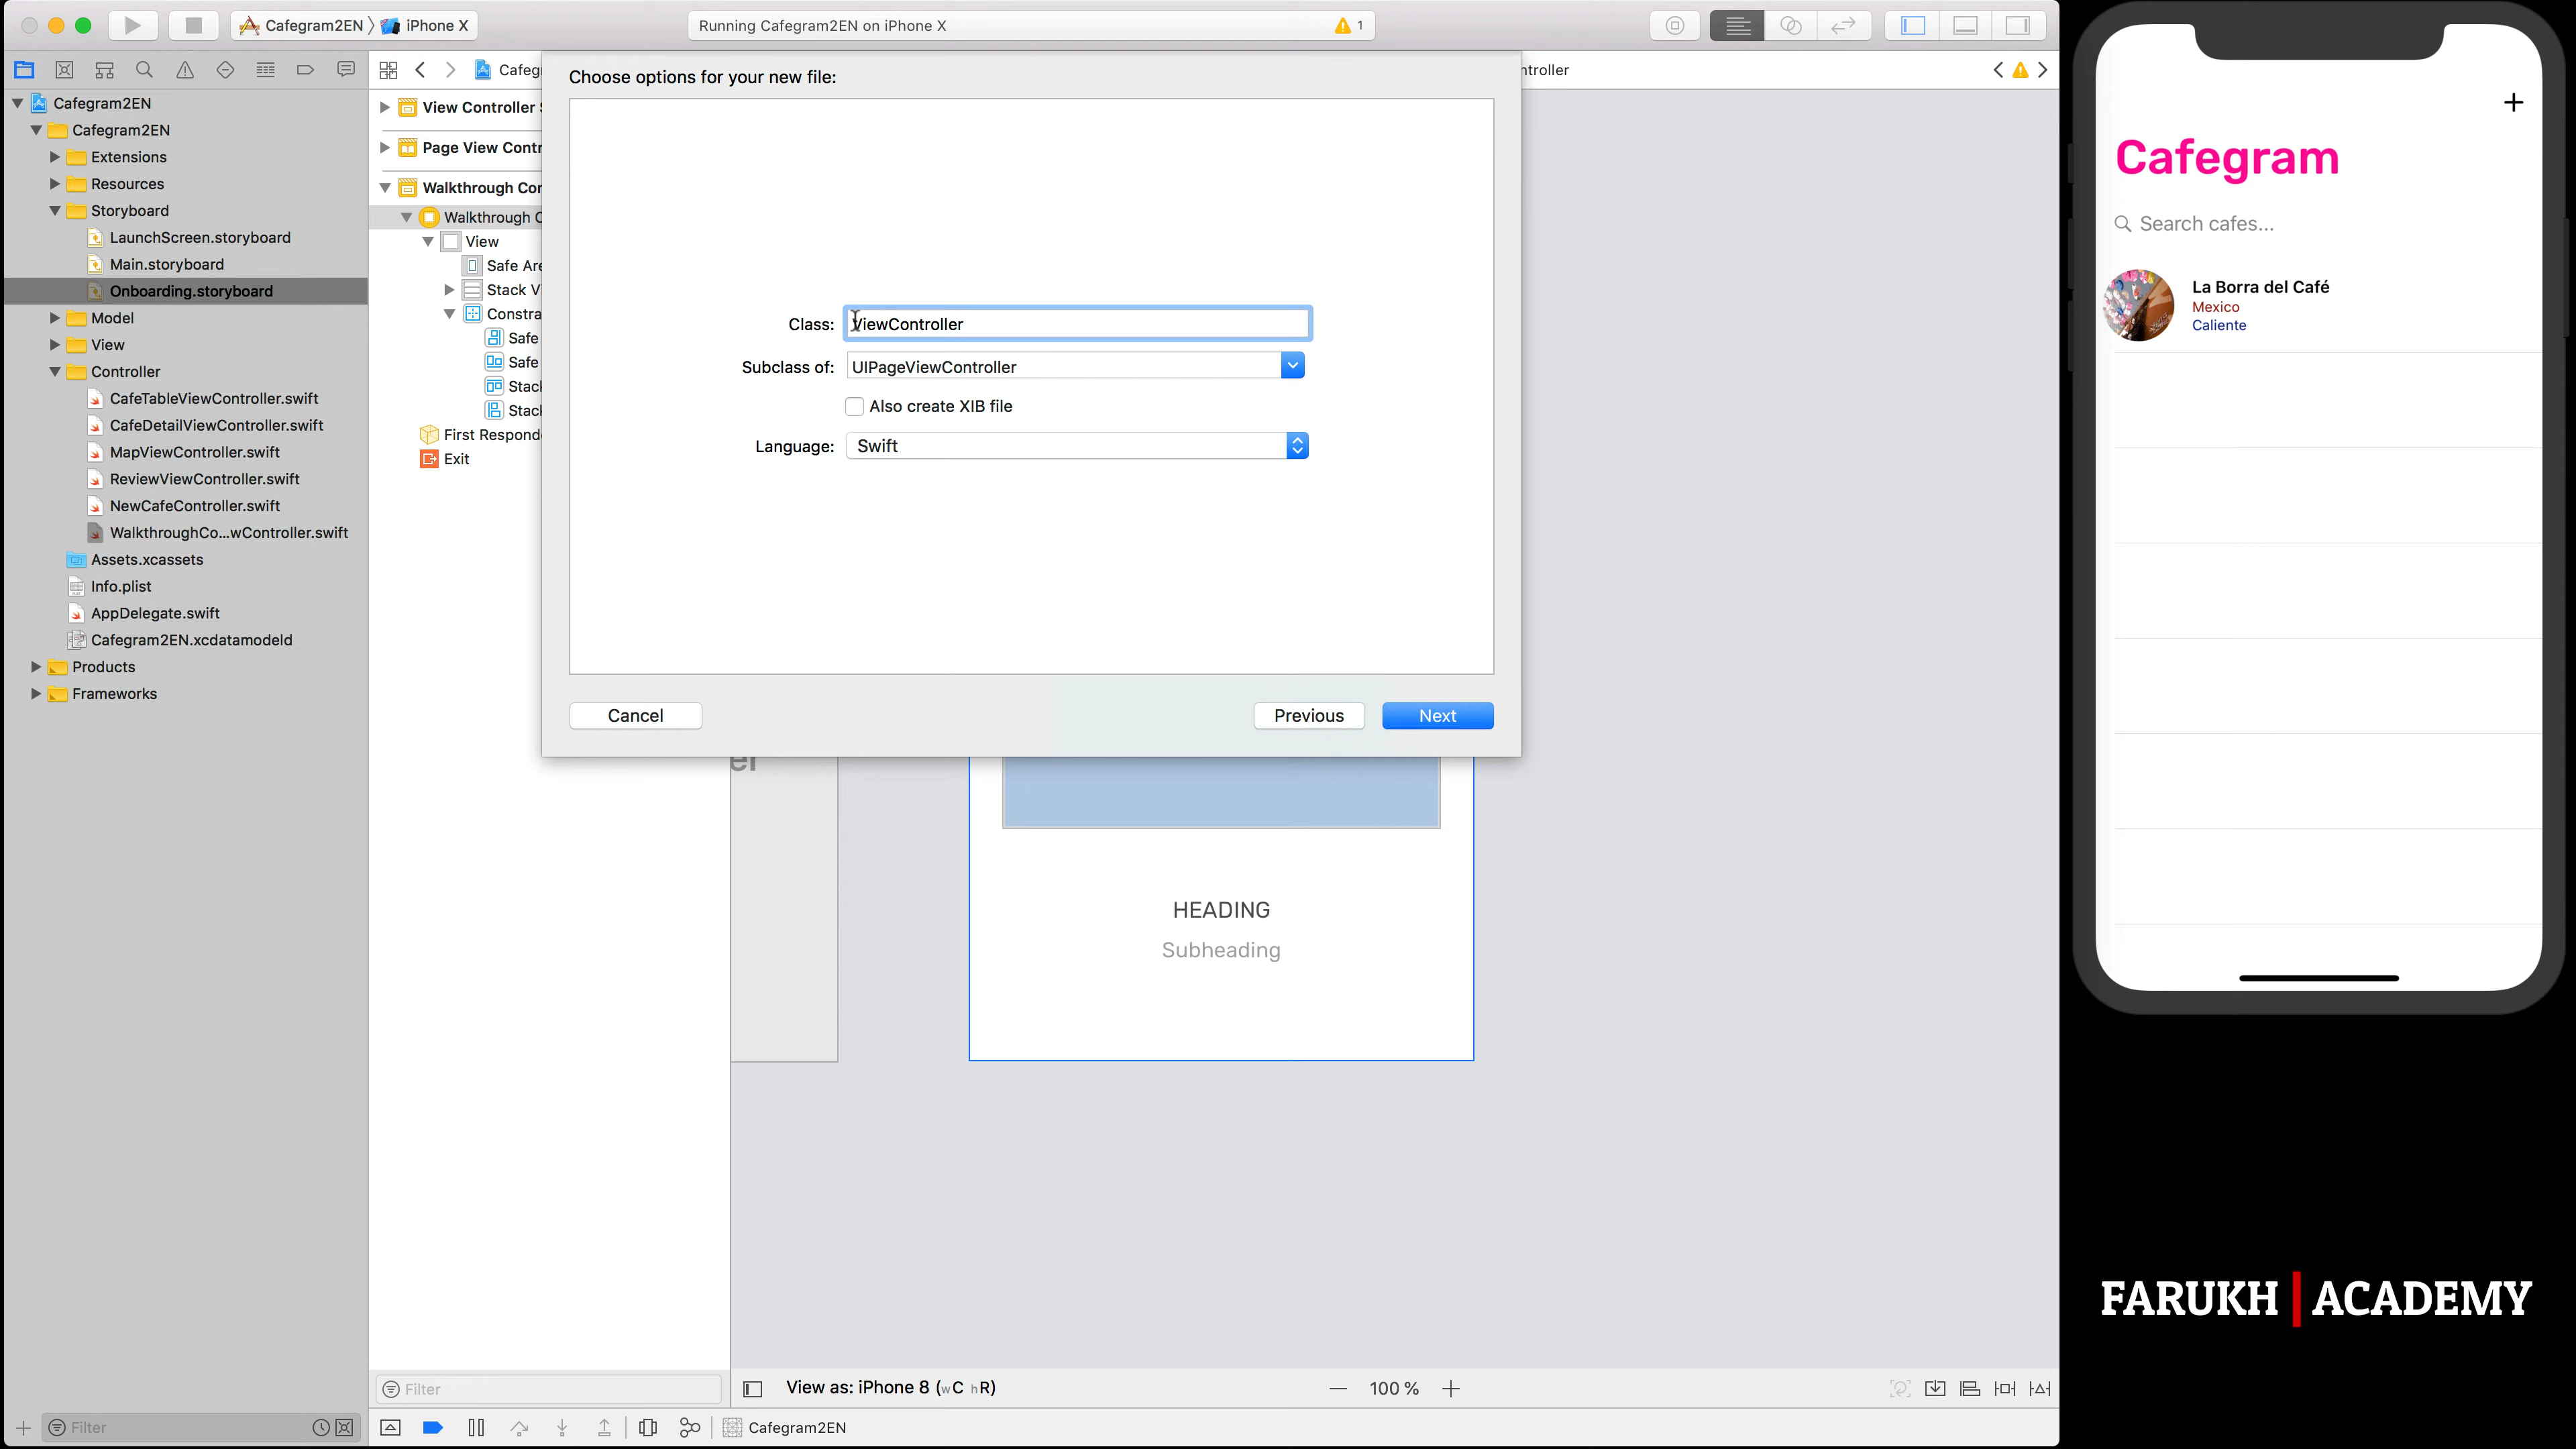 Cafegram2EN
iPhone X
Running Cafegram2EN on iPhone X
1
Choose options for your new file:
ntroller
Cafegram2EN
Cafegram2EN
Extensions
Resources
Storyboard
LaunchScreen.storyboard
Main.storyboard
Onboarding.storyboard
Model
View
Controller
CafeTableViewController.swift
CafeDetailViewController.swift
MapViewController.swift
ReviewViewController.swift
NewCafeController.swift
WalkthroughCo...wController.swift
Assets.xcassets
Info.plist
AppDelegate.swift
Cafegram2EN.xcdatamodeld
Products
Frameworks
Filter
Cafeg
View Controller S
Page View Contr
Walkthrough Con
Walkthrough C
View
Safe Are
Stack V
Constra
Safe
Safe
Stack
Stack
First Respond
Exit
Filter
Class:
ViewController
Subclass of:
UIPageViewController
Also create XIB file
Language:
Swift
Cancel
Previous
Next
er
HEADING
Subheading
View as: iPhone 8 (wC hR)
100 %
Cafegram2EN
Cafegram
Search cafes...
La Borra del Café
Mexico
Caliente
FARUKH | ACADEMY